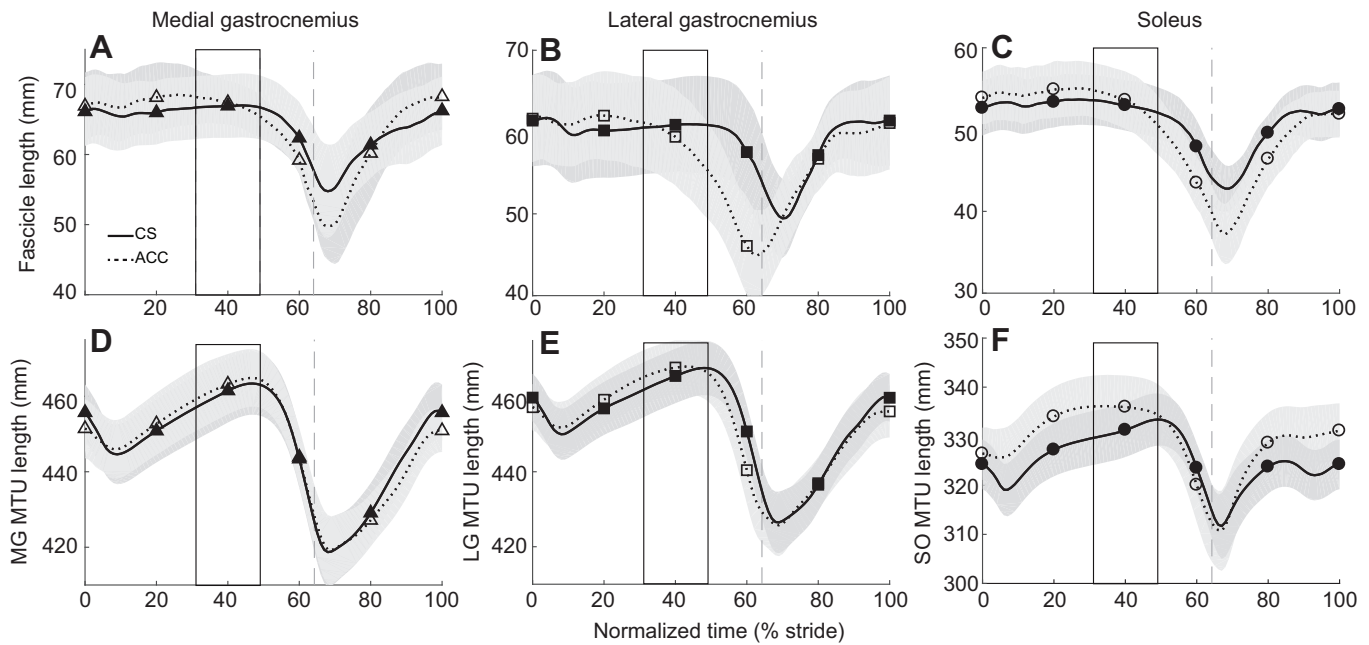 Medial gastrocnemius
Lateral gastrocnemius
Soleus
A
B
C
Fascicle length (mm)
70
60
50
40
CS
ACC
0 20 40 60 80 100
70
60
50
40
0 20 40 60 80 100
60
50
40
30
0 20 40 60 80 100
D
E
F
MG MTU length (mm)
460
440
420
0 20 40 60 80 100
LG MTU length (mm)
460
440
420
0 20 40 60 80 100
SO MTU length (mm)
350
340
330
320
310
300
0 20 40 60 80 100
Normalized time (% stride)